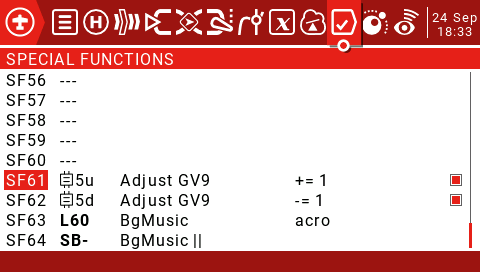 24 Sep
18:33
SPECIAL FUNCTIONS
SF56 ---
SF57 ---
SF58 ---
SF59 ---
SF60 ---
SF61 5u Adjust GV9 += 1
SF62 5d Adjust GV9 -= 1
SF63 L60 BgMusic acro
SF64 SB- BgMusic ||